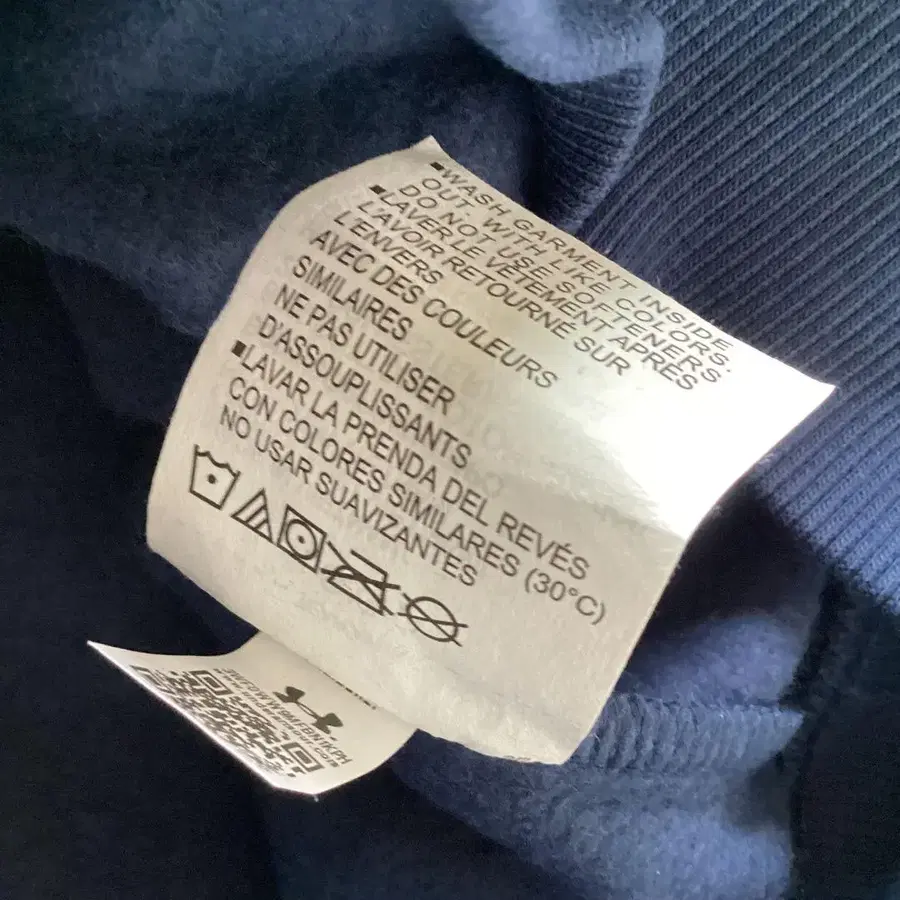 ■WASH GARMENT INSIDE
OUT. WITH LIKE COLORS.
DO NOT USE SOFTENERS
■LAVER LE VÊTEMENT APRÈS
L'AVOIR RETOURNÉ SUR
L'ENVERS
AVEC DES COULEURS
SIMILAIRES
NE PAS UTILISER
D'ASSOUPLISSANTS
■LAVAR LA PRENDA DEL REVÉS
CON COLORES SIMILARES (30°C)
NO USAR SUAVIZANTES